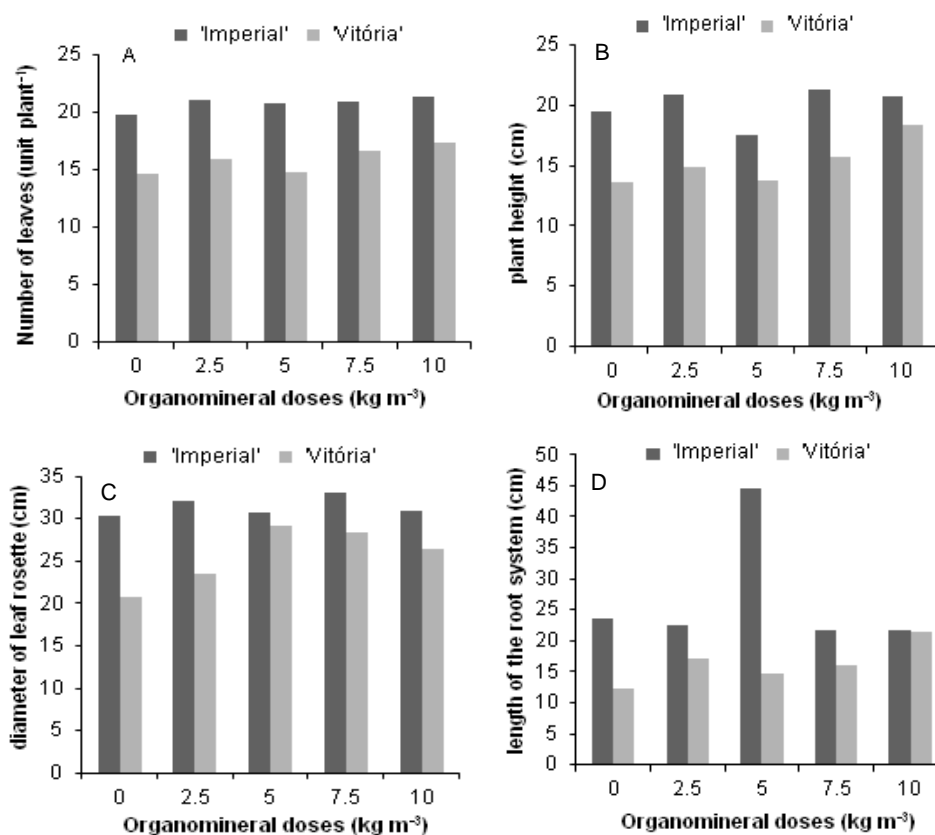 'Imperial' 'Vitória'
A
Number of leaves (unit plant⁻¹)
25
20
15
10
5
0
0 2.5 5 7.5 10
Organomineral doses (kg m⁻³)
'Imperial' 'Vitória'
B
plant height (cm)
25
20
15
10
5
0
0 2.5 5 7.5 10
Organomineral doses (kg m⁻³)
'Imperial' 'Vitória'
C
diameter of leaf rosette (cm)
35
30
25
20
15
10
5
0
0 2.5 5 7.5 10
Organomineral doses (kg m⁻³)
'Imperial' 'Vitória'
D
length of the root system (cm)
50
45
40
35
30
25
20
15
10
5
0
0 2.5 5 7.5 10
Organomineral doses (kg m⁻³)